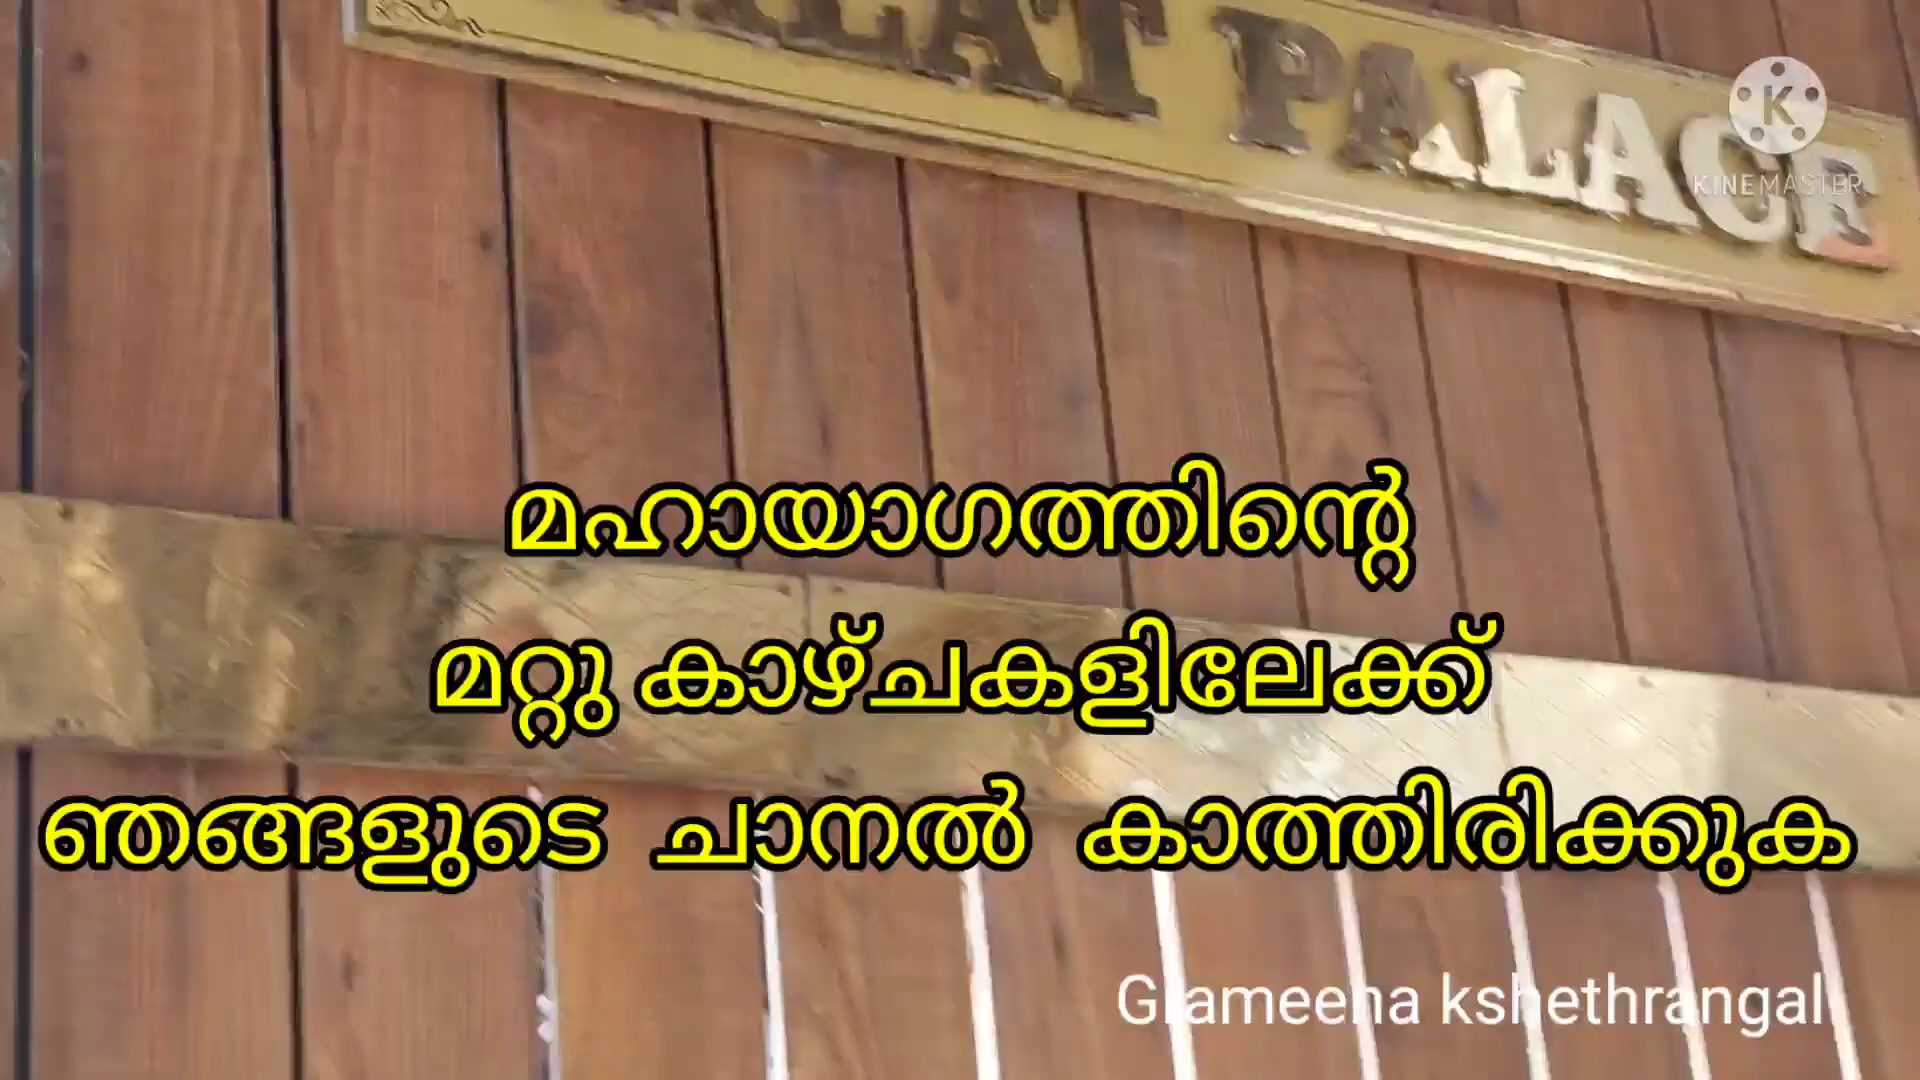 PALACE
KINEMASTER
മഹായാഗത്തിന്റെ
മറ്റു കാഴ്ചകളിലേക്ക്
ഞങ്ങളുടെ ചാനൽ കാത്തിരിക്കുക
Grameena kshethrangal